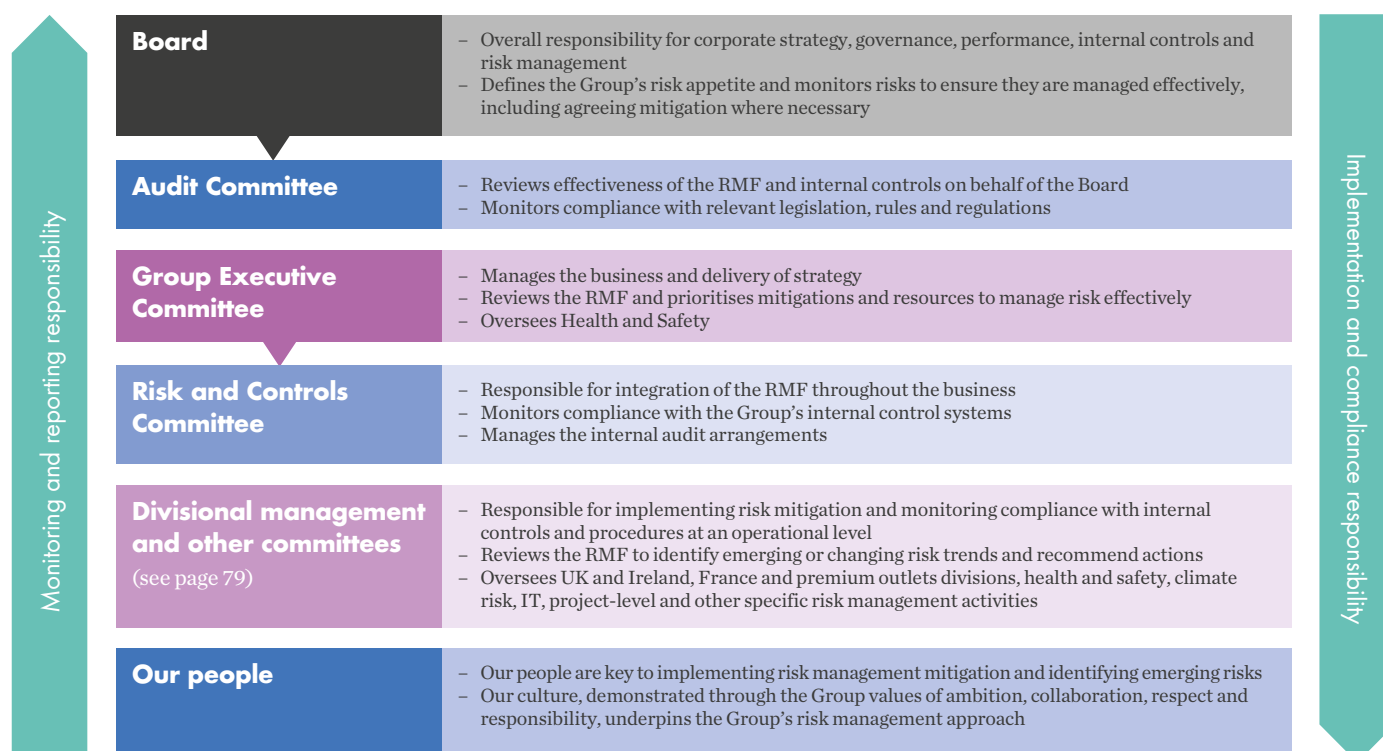 Monitoring and reporting responsibility
Board
– Overall responsibility for corporate strategy, governance, performance, internal controls and
risk management
– Defines the Group’s risk appetite and monitors risks to ensure they are managed effectively,
including agreeing mitigation where necessary
Audit Committee
– Reviews effectiveness of the RMF and internal controls on behalf of the Board
– Monitors compliance with relevant legislation, rules and regulations
Group Executive
Committee
– Manages the business and delivery of strategy
– Reviews the RMF and prioritises mitigations and resources to manage risk effectively
– Oversees Health and Safety
Risk and Controls
Committee
– Responsible for integration of the RMF throughout the business
– Monitors compliance with the Group’s internal control systems
– Manages the internal audit arrangements
Divisional management
and other committees
(see page 79)
– Responsible for implementing risk mitigation and monitoring compliance with internal
controls and procedures at an operational level
– Reviews the RMF to identify emerging or changing risk trends and recommend actions
– Oversees UK and Ireland, France and premium outlets divisions, health and safety, climate
risk, IT, project-level and other specific risk management activities
Our people
– Our people are key to implementing risk management mitigation and identifying emerging risks
– Our culture, demonstrated through the Group values of ambition, collaboration, respect and
responsibility, underpins the Group’s risk management approach
Implementation and compliance responsibility